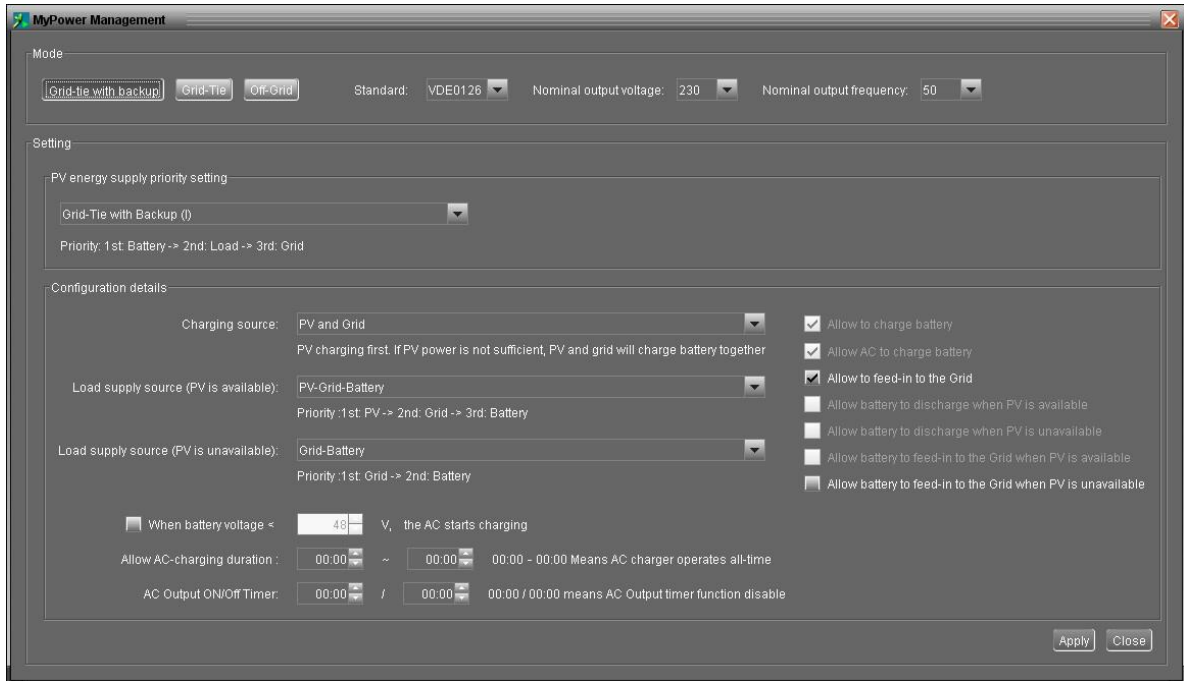 MyPower Management
Mode
Grid-tie with backup Grid-Tie Off-Grid Standard: VDE0126 Nominal output voltage: 230 Nominal output frequency: 50
Setting
PV energy supply priority setting
Grid-Tie with Backup (I)
Priority: 1st: Battery -> 2nd: Load -> 3rd: Grid
Configuration details
Charging source: PV and Grid
PV charging first. If PV power is not sufficient, PV and grid will charge battery together
Load supply source (PV is available): PV-Grid-Battery
Priority :1st: PV -> 2nd: Grid -> 3rd: Battery
Load supply source (PV is unavailable): Grid-Battery
Priority :1st: Grid -> 2nd: Battery
Allow to charge battery
Allow AC to charge battery
Allow to feed-in to the Grid
Allow battery to discharge when PV is available
Allow battery to discharge when PV is unavailable
Allow battery to feed-in to the Grid when PV is available
Allow battery to feed-in to the Grid when PV is unavailable
When battery voltage < 48 V, the AC starts charging
Allow AC-charging duration : 00:00 ~ 00:00 00:00 - 00:00 Means AC charger operates all-time
AC Output ON/Off Timer: 00:00 / 00:00 00:00 / 00:00 means AC Output timer function disable
Apply Close